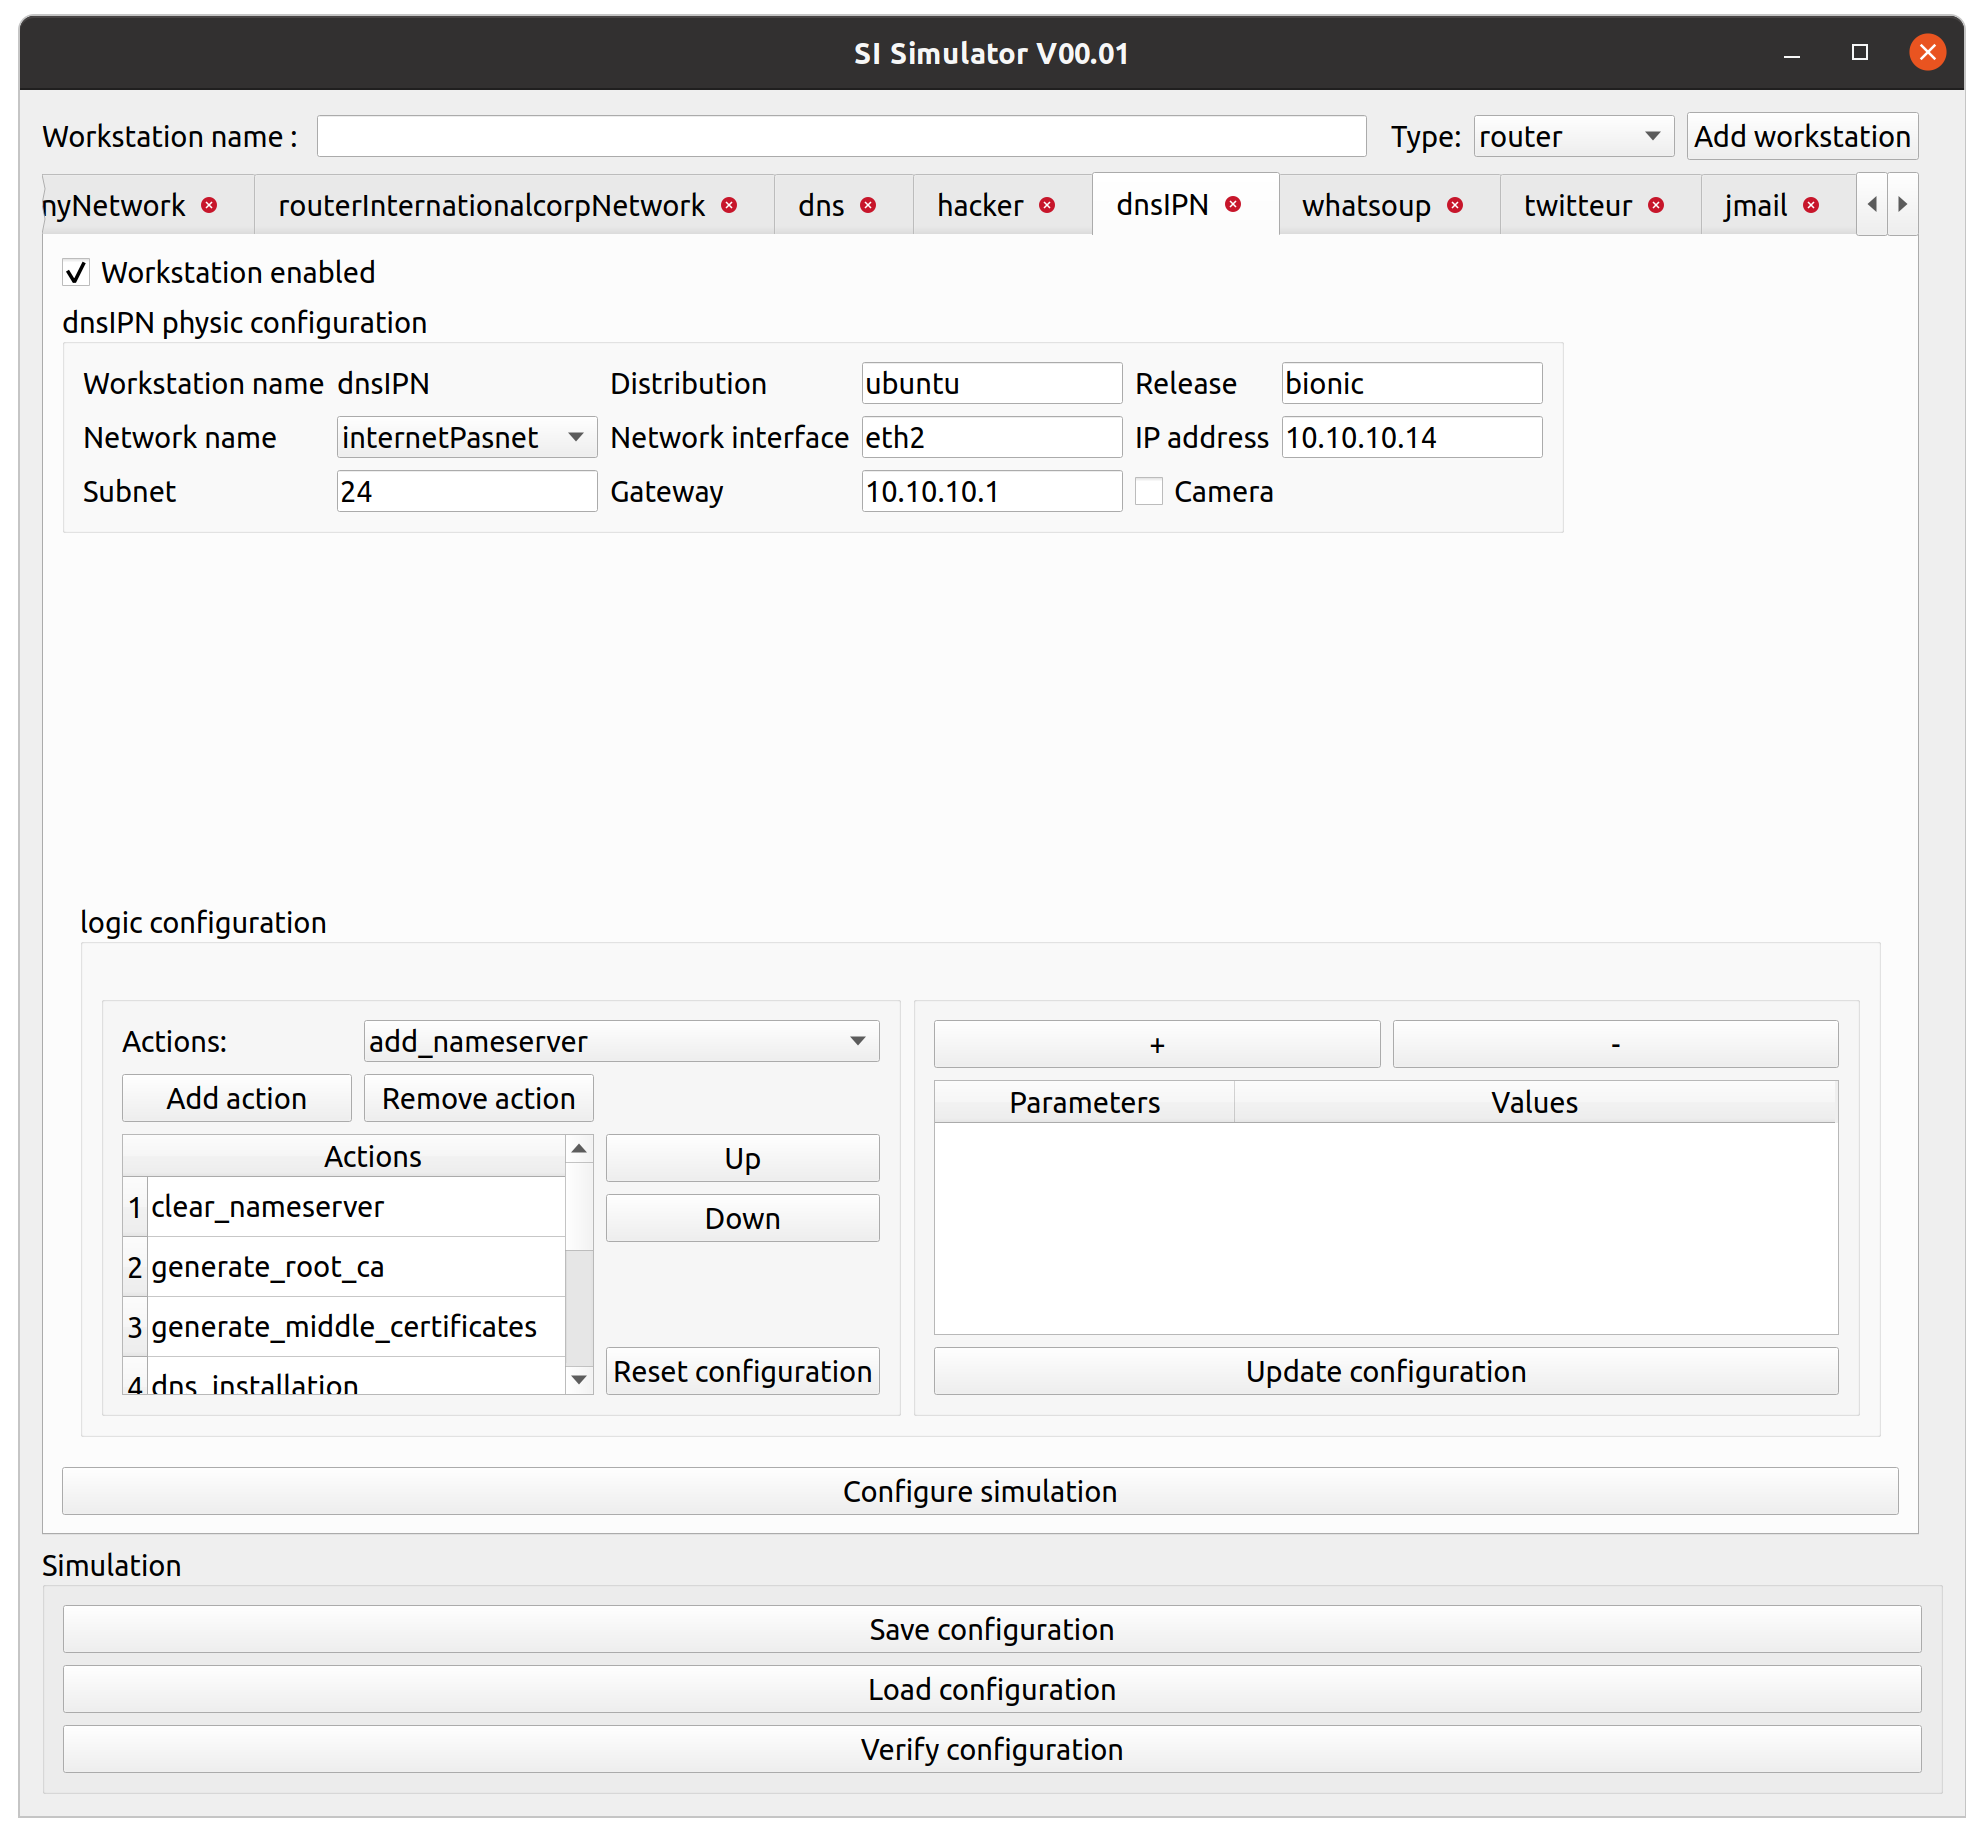 SI Simulator V00.01
Workstation name : Type: router Add workstation
nyNetwork routerInternationalcorpNetwork dns hacker dnsIPN whatsoup twitteur jmail
Workstation enabled
dnsIPN physic configuration
Workstation name dnsIPN Distribution ubuntu Release bionic
Network name internetPasnet Network interface eth2 IP address 10.10.10.14
Subnet 24 Gateway 10.10.10.1 Camera
logic configuration
Actions: add_nameserver + -
Add action Remove action Parameters Values
Actions Up
1 clear_nameserver Down
2 generate_root_ca
3 generate_middle_certificates
4 dns_installation Reset configuration Update configuration
Configure simulation
Simulation
Save configuration
Load configuration
Verify configuration